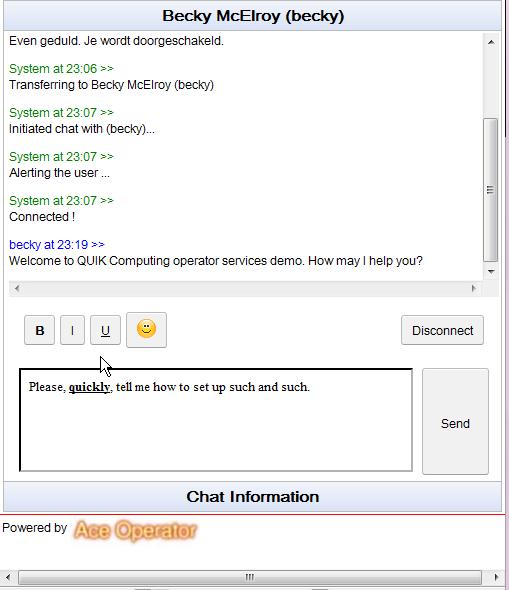 Becky McElroy (becky)
Even geduld. Je wordt doorgeschakeld.
System at 23:06 >>
Transferring to Becky McElroy (becky)
System at 23:07 >>
Initiated chat with (becky)...
System at 23:07 >>
Alerting the user ...
System at 23:07 >>
Connected !
becky at 23:19 >>
Welcome to QUIK Computing operator services demo. How may I help you?
B I U Disconnect
Please, quickly, tell me how to set up such and such.
Send
Chat Information
Powered by Ace Operator